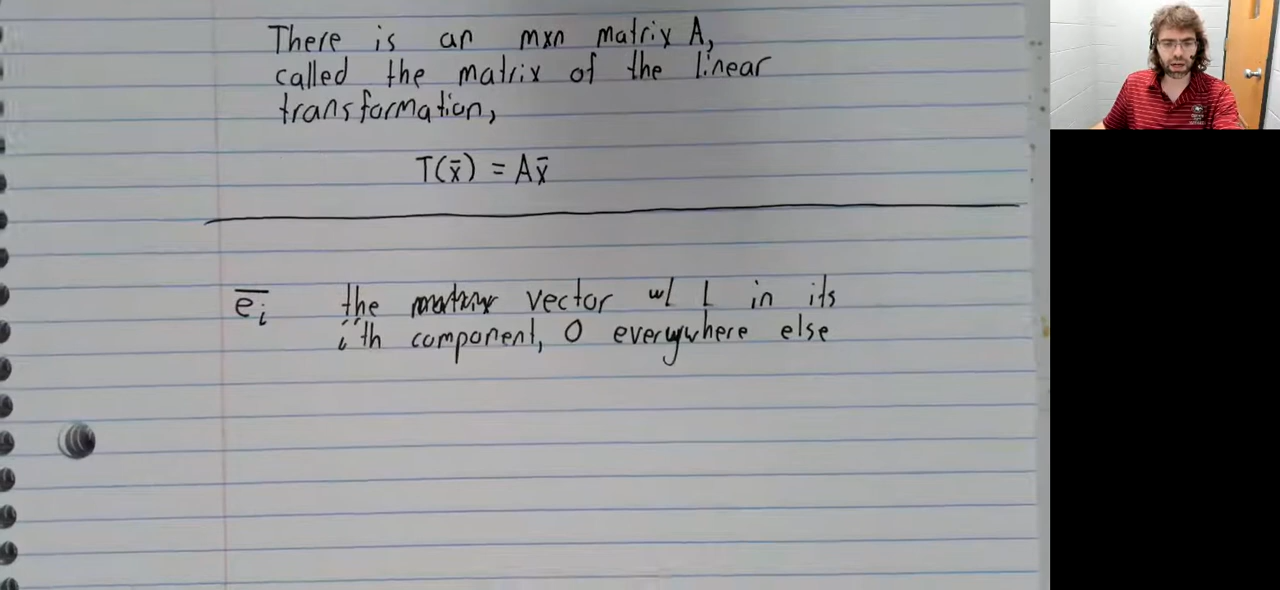 There is an mxn matrix A,
called the matrix of the linear
transformation,
T(x̄) = Ax̄
e̅ᵢ the vector w/ 1 in its
i'th component, 0 everywhere else